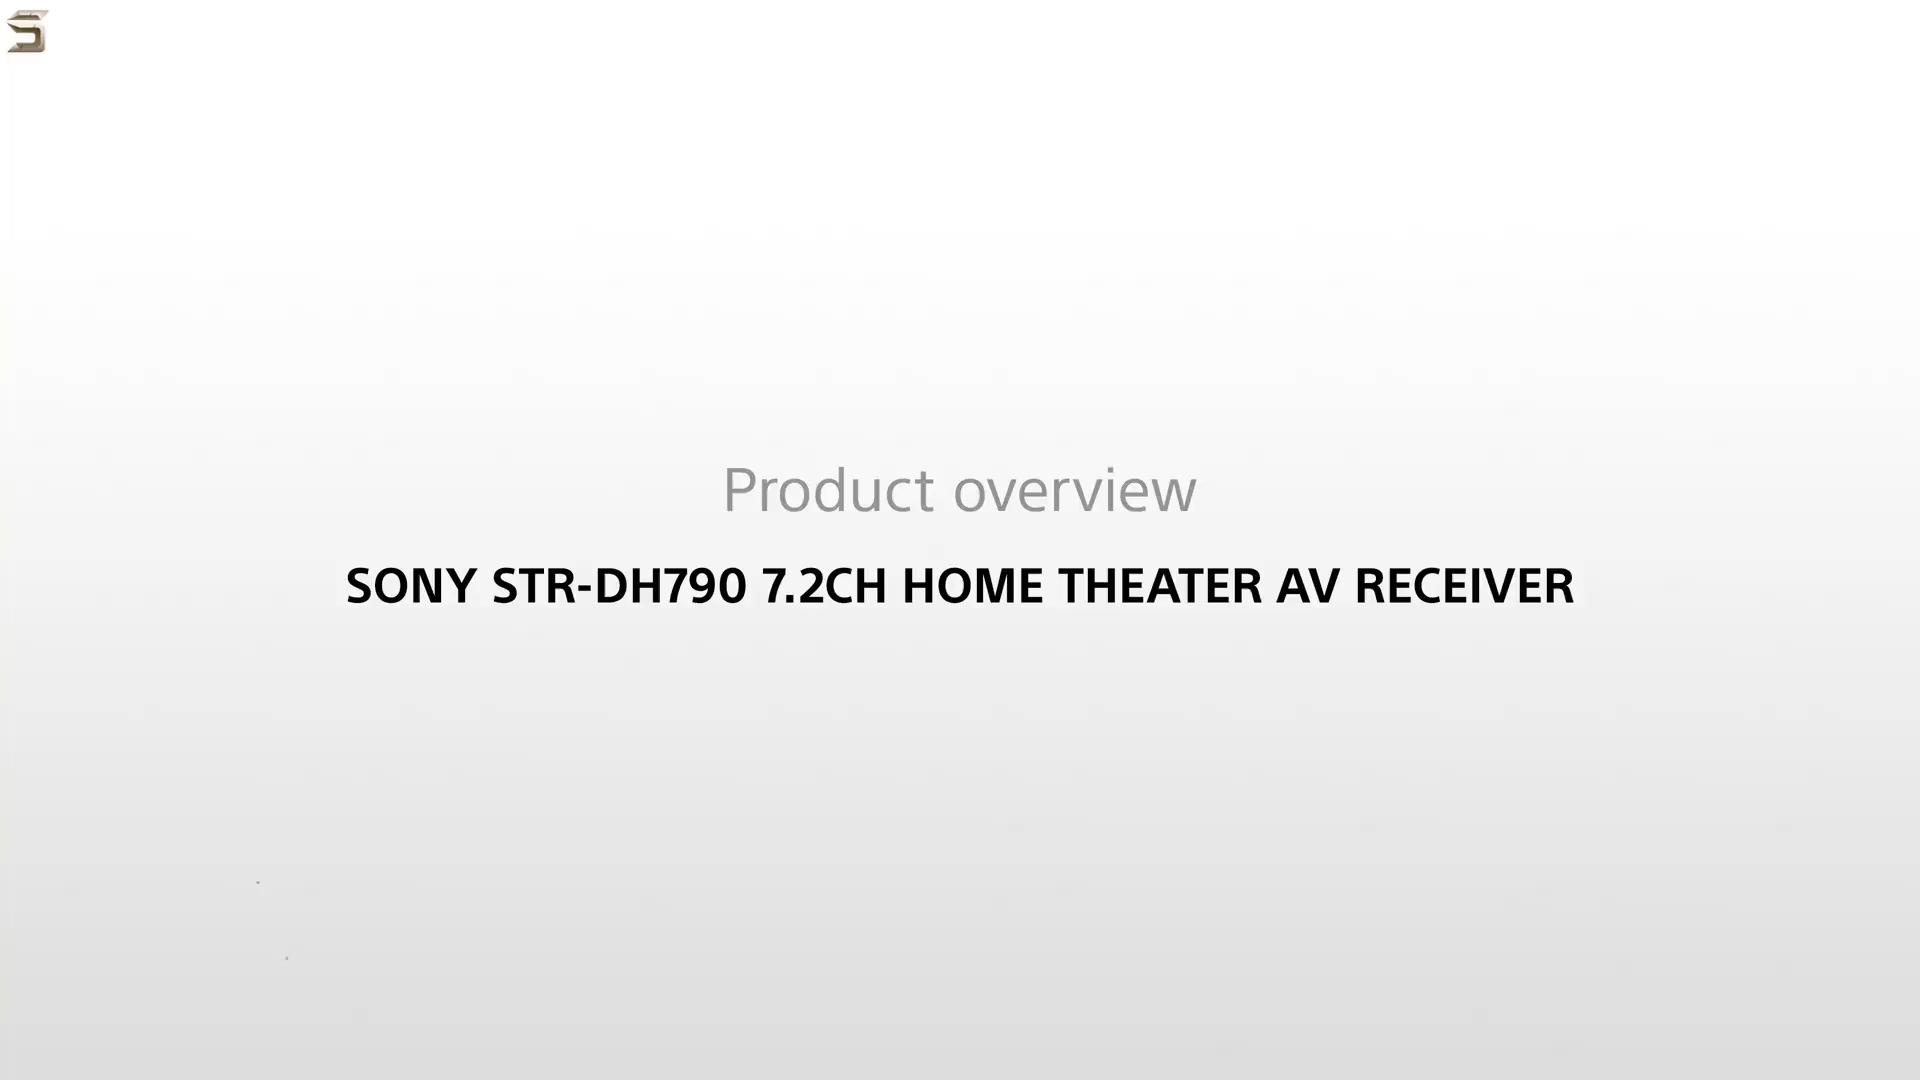 Product overview
SONY STR-DH790 7.2CH HOME THEATER AV RECEIVER